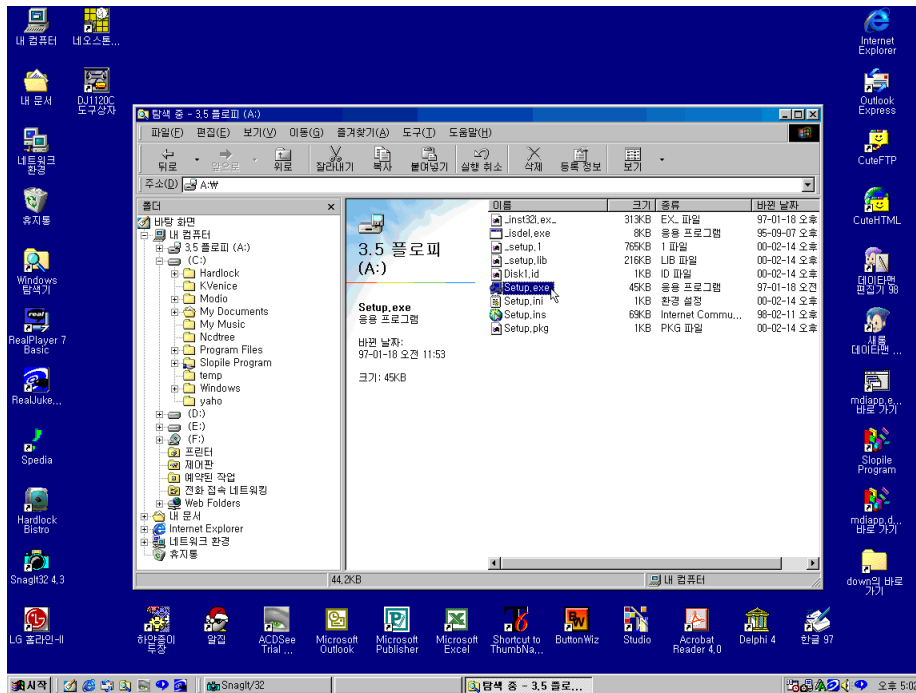 내 컴퓨터
네오스톤...
내 문서
DJ1120C
도구상자
네트워크
환경
휴지통
Windows
탐색기
RealPlayer 7
Basic
RealJuke...
Spedia
Hardlock
Bistro
SnagIt32 4,3
LG 홈라인-II
탐색 중 - 3,5 플로피 (A:)
파일(F) 편집(E) 보기(V) 이동(G) 즐겨찾기(A) 도구(T) 도움말(H)
뒤로 앞으로 위로 잘라내기 복사 붙여넣기 실행 취소 삭제 등록 정보 보기
주소(D) A:₩
폴더
바탕 화면
내 컴퓨터
3,5 플로피 (A:)
(C:)
Hardlock
KVenice
Modio
My Documents
My Music
Ncdtree
Program Files
Slopile Program
temp
Windows
yaho
(D:)
(E:)
(F:)
프린터
제어판
예약된 작업
전화 접속 네트워킹
Web Folders
내 문서
Internet Explorer
네트워크 환경
휴지통
3.5 플로피
(A:)
Setup.exe
응용 프로그램
바뀐 날짜:
97-01-18 오전 11:53
크기: 45KB
이름 크기 종류 바뀐 날짜
_inst32i,ex_ 313KB EX_ 파일 97-01-18 오후
_isdel,exe 8KB 응용 프로그램 95-09-07 오후
_setup,1 765KB 1 파일 00-02-14 오후
_setup,lib 216KB LIB 파일 00-02-14 오후
Disk1,id 1KB ID 파일 00-02-14 오후
Setup,exe 45KB 응용 프로그램 97-01-18 오전
Setup,ini 1KB 환경 설정 00-02-14 오후
Setup,ins 69KB Internet Commu... 98-02-11 오후
Setup,pkg 1KB PKG 파일 00-02-14 오후
44,2KB 내 컴퓨터
Internet
Explorer
Outlook
Express
CuteFTP
CuteHTML
데이타맨
편집기 98
새롬
데이타맨 ...
mdiapp,e...
바로 가기
Slopile
Program
mdiapp,d...
바로 가기
down의 바로
가기
하얀종이
투장
알집
ACDSee
Trial ...
Microsoft
Outlook
Microsoft
Publisher
Microsoft
Excel
Shortcut to
ThumbNa...
ButtonWiz
Studio
Acrobat
Reader 4,0
Delphi 4
한글 97
시작 SnagIt/32 탐색 중 - 3,5 플로... 오후 5:02